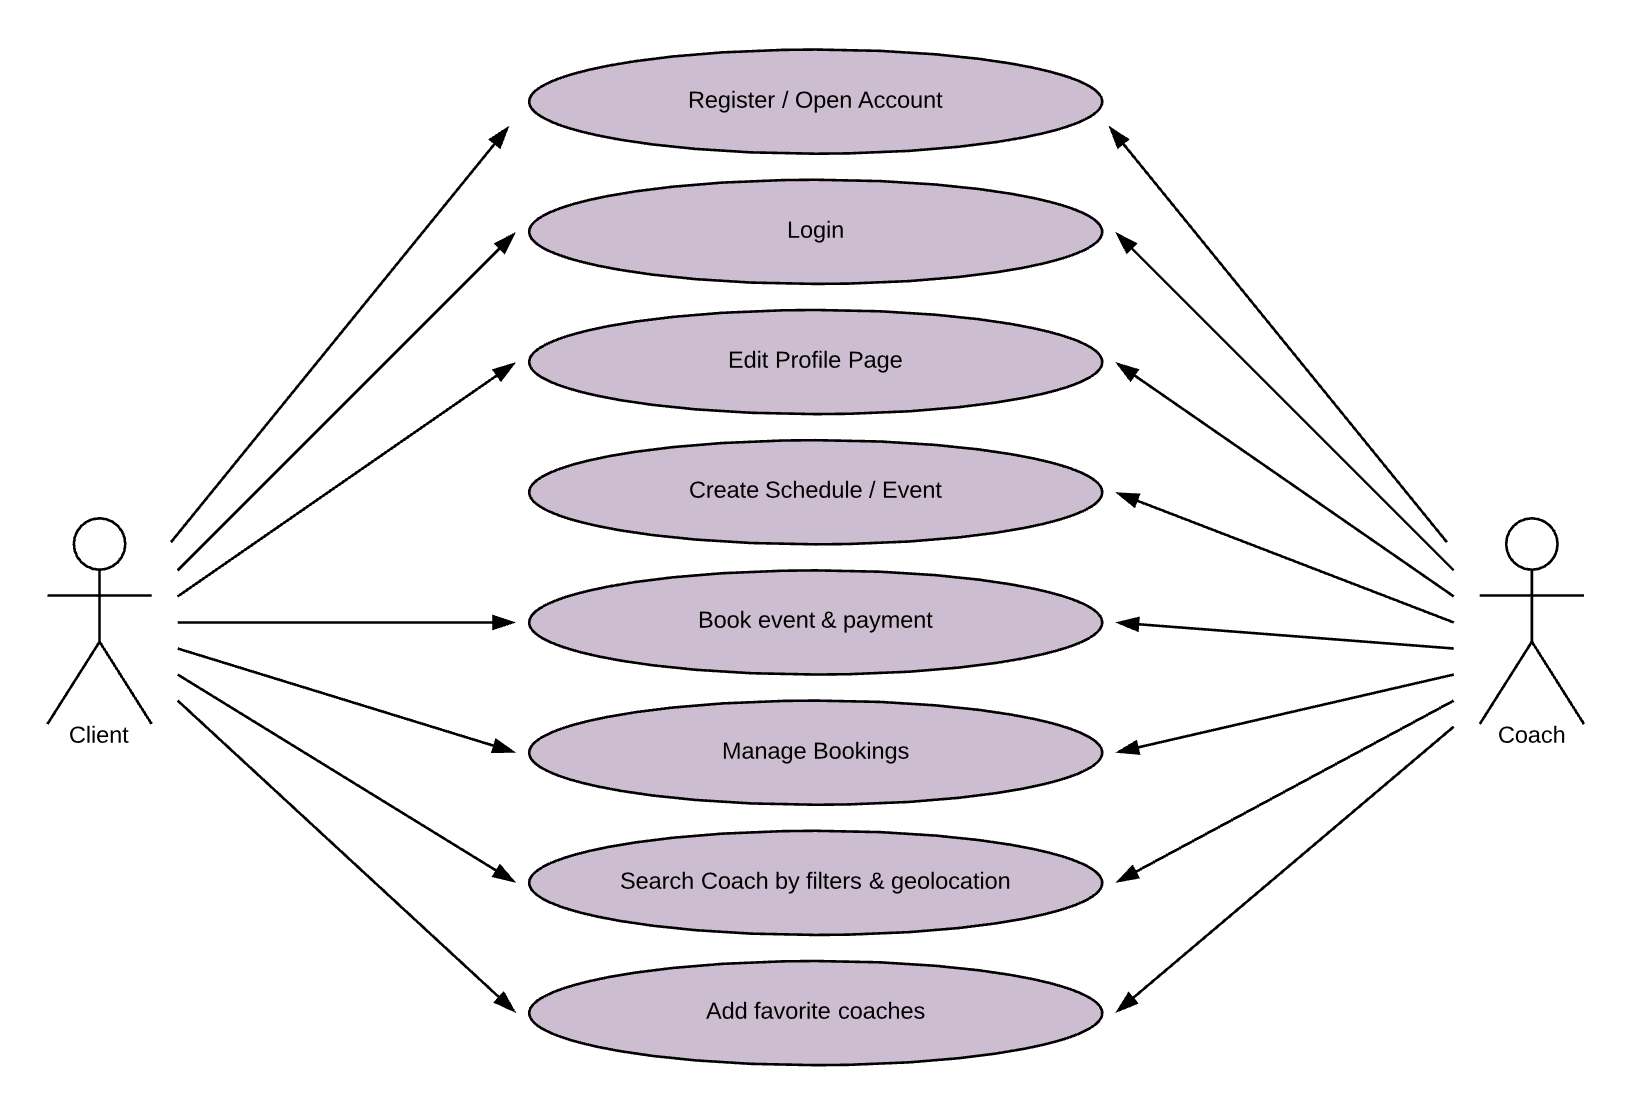 Register / Open Account
Login
Edit Profile Page
Create Schedule / Event
Book event & payment
Manage Bookings
Client
Coach
Search Coach by filters & geolocation
Add favorite coaches